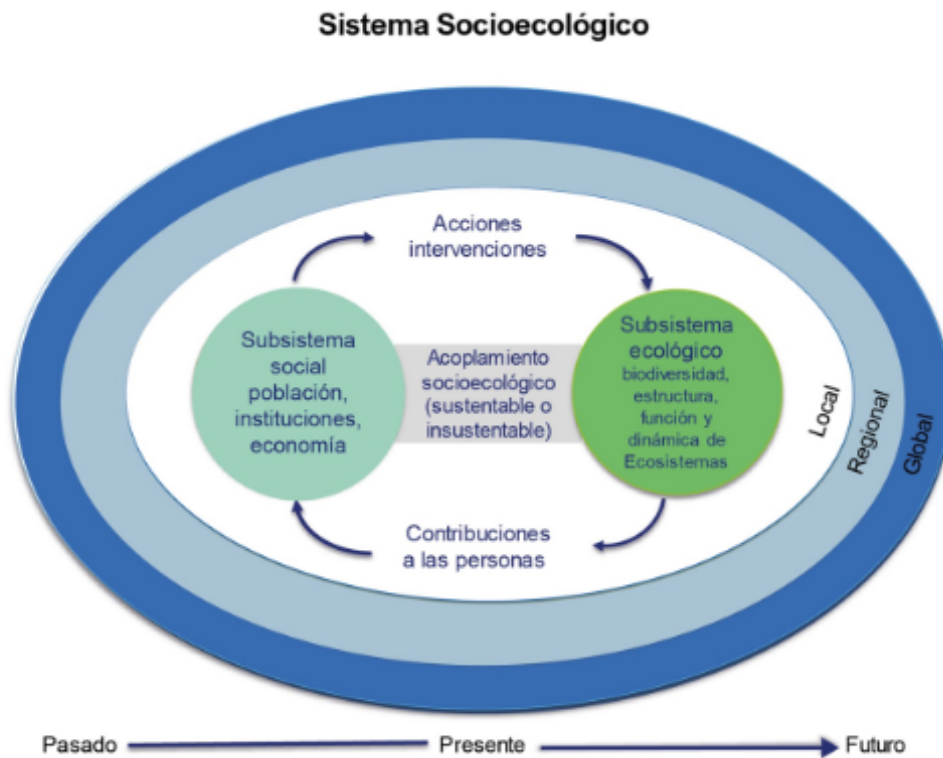 Sistema Socioecológico
Acciones
intervenciones
Subsistema
social
población,
instituciones,
economía
Acoplamiento
socioecológico
(sustentable o
insustentable)
Subsistema
ecológico
biodiversidad,
estructura,
función y
dinámica de
Ecosistemas
Local
Regional
Global
Contribuciones
a las personas
Pasado
Presente
Futuro